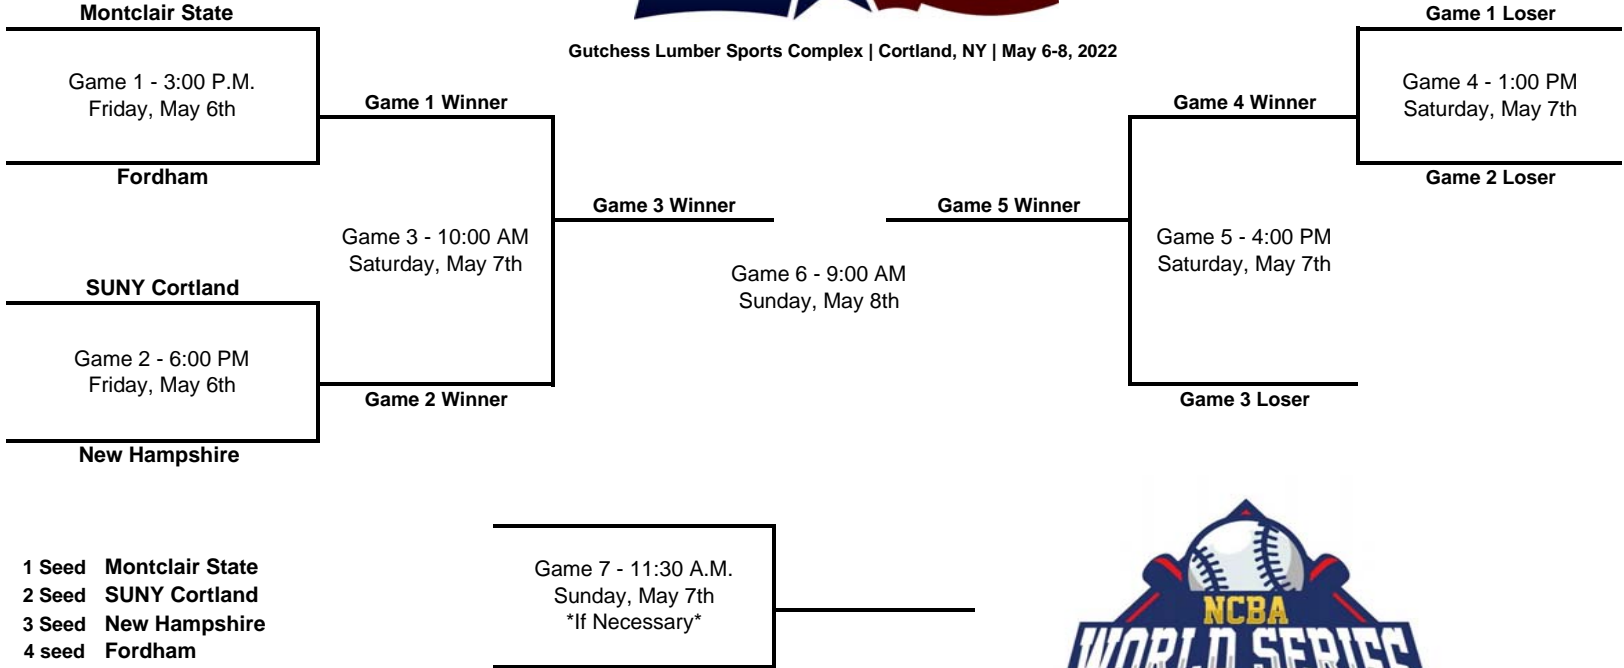 Montclair State
Game 1 Loser
Gutchess Lumber Sports Complex | Cortland, NY | May 6-8, 2022
Game 1 - 3:00 P.M.
Friday, May 6th
Game 4 - 1:00 PM
Saturday, May 7th
Game 1 Winner
Game 4 Winner
Fordham
Game 2 Loser
Game 3 Winner
Game 5 Winner
Game 3 - 10:00 AM
Saturday, May 7th
Game 5 - 4:00 PM
Saturday, May 7th
Game 6 - 9:00 AM
Sunday, May 8th
SUNY Cortland
Game 2 - 6:00 PM
Friday, May 6th
Game 2 Winner
Game 3 Loser
New Hampshire
1 Seed Montclair State
2 Seed SUNY Cortland
3 Seed New Hampshire
4 seed Fordham
Game 7 - 11:30 A.M.
Sunday, May 7th
*If Necessary*
NCBA
WORLD SERIES